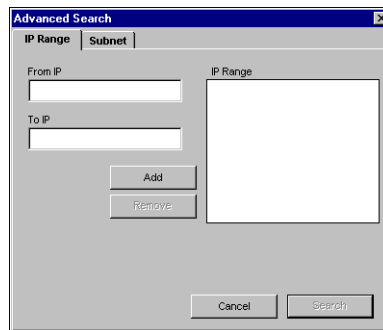 Advanced Search
IP Range Subnet
From IP
IP Range
To IP
Add
Remove
Cancel Search